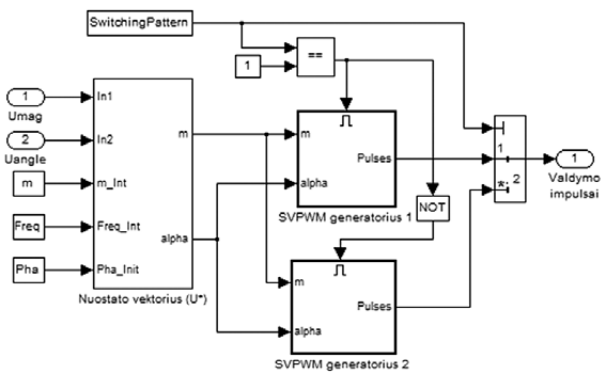 SwitchingPattern
1
==
1
Umag
2
Uangle
m
Freq
Pha
In1
In2
m_Int
Freq_Int
Pha_Init
m
alpha
Nuostato vektorius (U*)
m
alpha
Pulses
SVPWM generatorius 1
NOT
m
alpha
Pulses
SVPWM generatorius 2
1
*, 2
1
Valdymo
impulsai